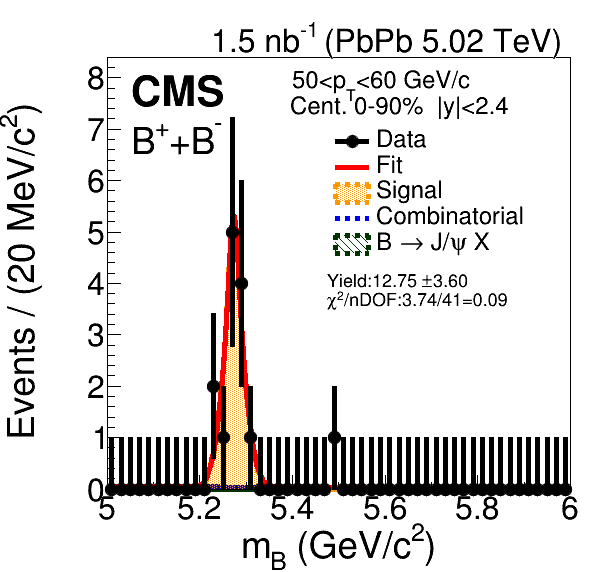 1.5 nb⁻¹ (PbPb 5.02 TeV)
CMS
B⁺+B⁻
50<p_T<60 GeV/c
Cent. 0-90% |y|<2.4
Data
Fit
Signal
Combinatorial
B → J/ψ X
Yield:12.75 ±3.60
χ²/nDOF:3.74/41=0.09
Events / (20 MeV/c²)
8
7
6
5
4
3
2
1
0
5 5.2 5.4 5.6 5.8 6
m_B (GeV/c²)